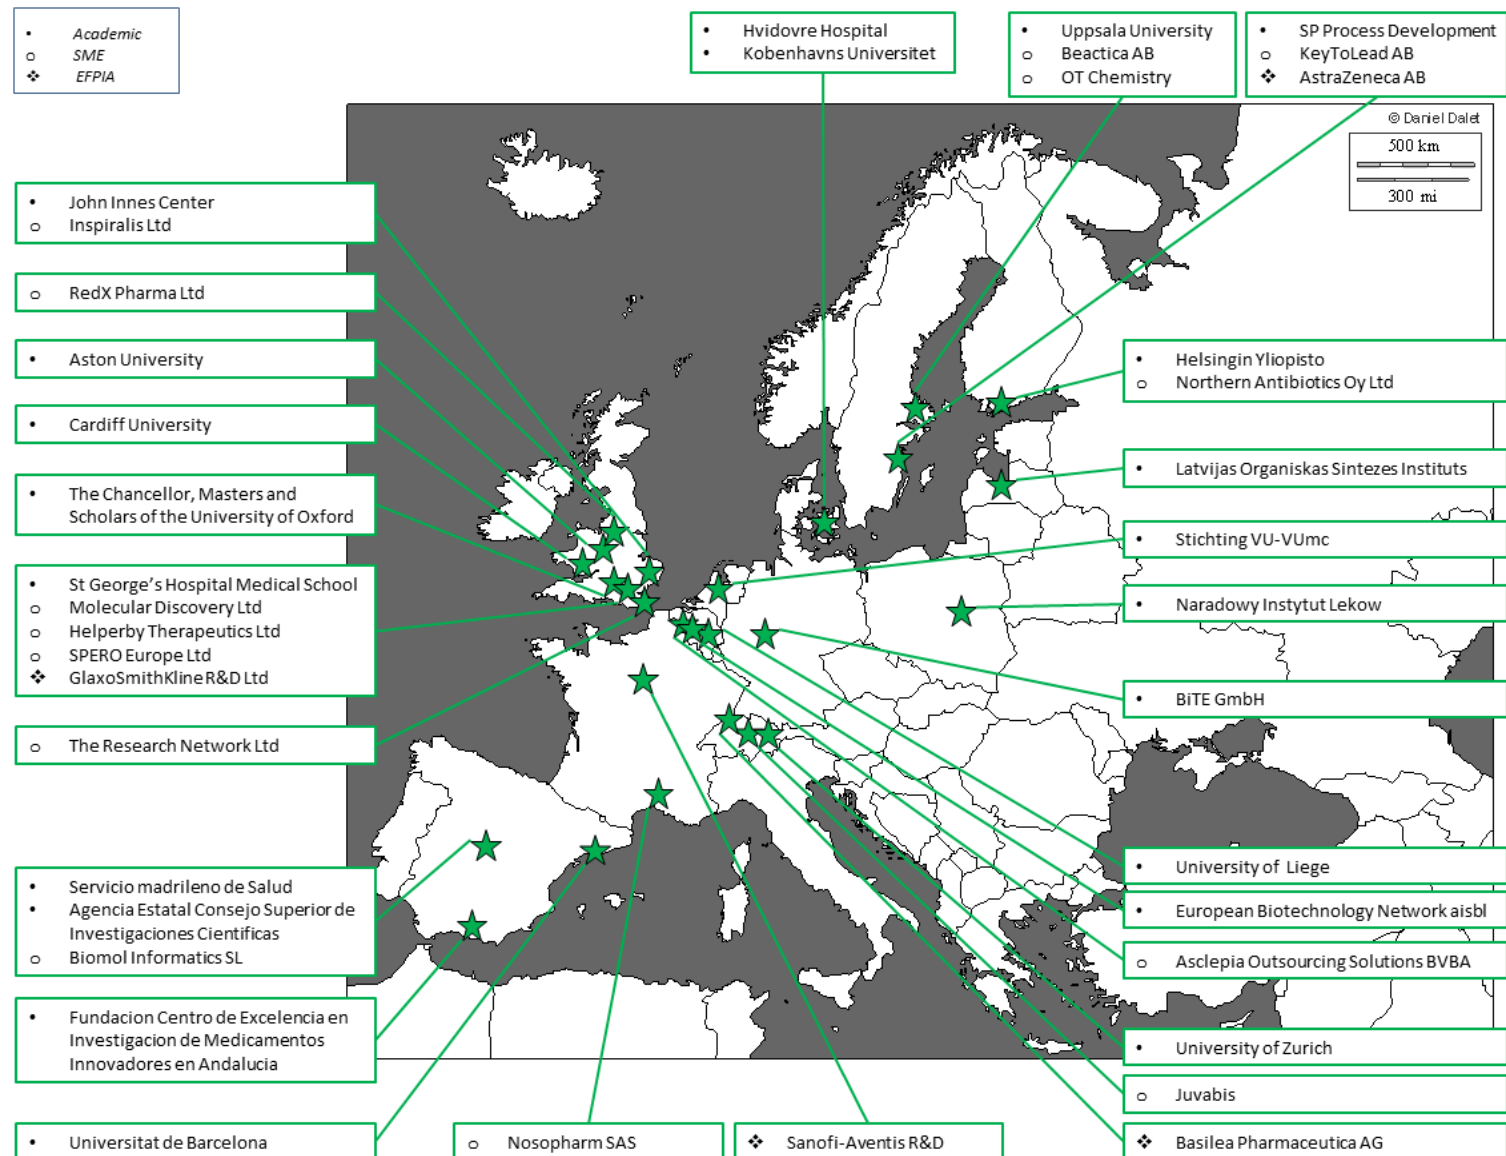 • Academic
o SME
❖ EFPIA
• Hvidovre Hospital
• Kobenhavns Universitet
• Uppsala University
o Beactica AB
o OT Chemistry
• SP Process Development
o KeyToLead AB
❖ AstraZeneca AB
© Daniel Dalet
500 km
300 mi
• John Innes Center
o Inspiralis Ltd
o RedX Pharma Ltd
• Aston University
• Cardiff University
• The Chancellor, Masters and
Scholars of the University of Oxford
• St George's Hospital Medical School
o Molecular Discovery Ltd
o Helperby Therapeutics Ltd
o SPERO Europe Ltd
❖ GlaxoSmithKline R&D Ltd
o The Research Network Ltd
• Servicio madrileno de Salud
• Agencia Estatal Consejo Superior de
Investigaciones Cientificas
o Biomol Informatics SL
• Fundacion Centro de Excelencia en
Investigacion de Medicamentos
Innovadores en Andalucia
• Universitat de Barcelona
o Nosopharm SAS
❖ Sanofi-Aventis R&D
• Helsingin Yliopisto
o Northern Antibiotics Oy Ltd
• Latvijas Organiskas Sintezes Instituts
• Stichting VU-VUmc
• Naradowy Instytut Lekow
• BiTE GmbH
• University of Liege
• European Biotechnology Network aisbl
o Asclepia Outsourcing Solutions BVBA
• University of Zurich
o Juvabis
❖ Basilea Pharmaceutica AG